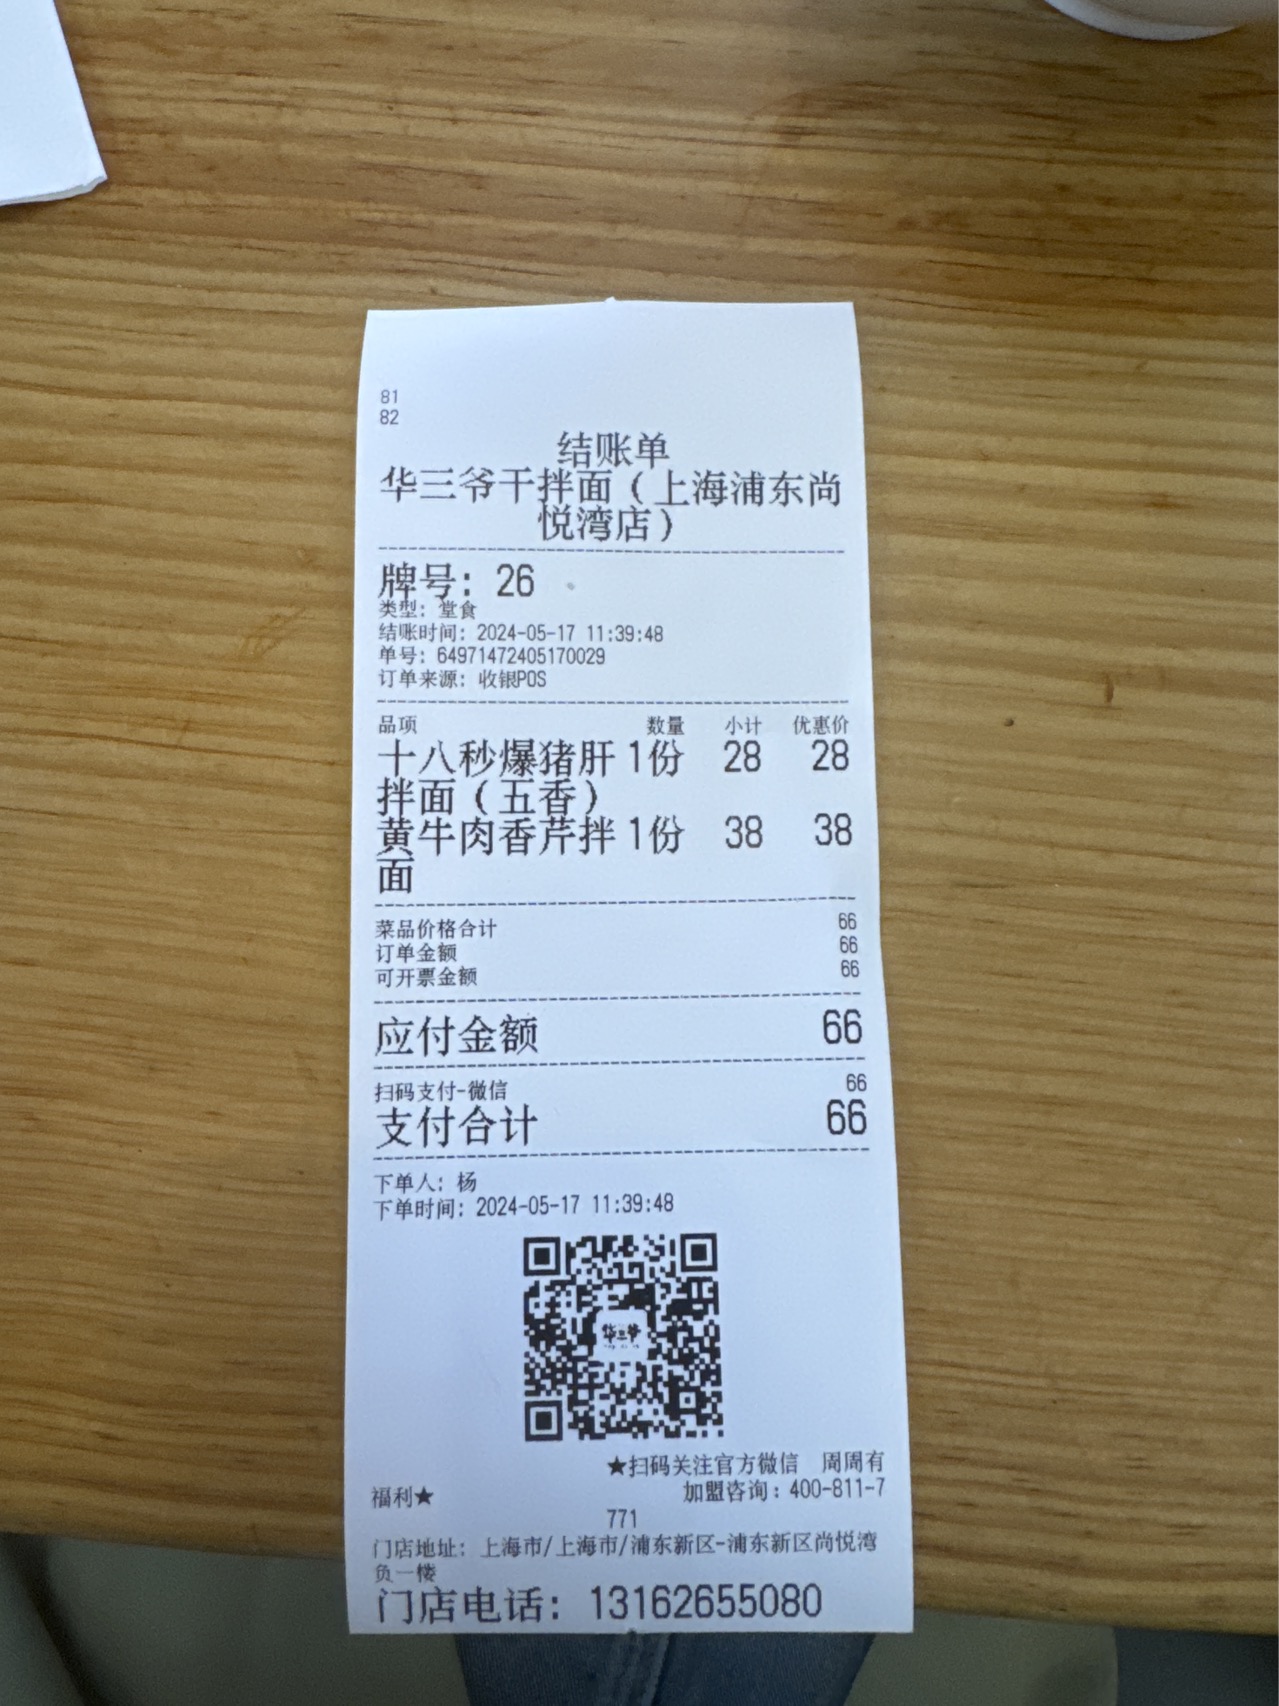 81
82
结账单
华三爷干拌面（上海浦东尚
悦湾店）
牌号: 26
类型: 堂食
结账时间: 2024-05-17 11:39:48
单号: 64971472405170029
订单来源: 收银POS
品项 数量 小计 优惠价
十八秒爆猪肝 1份 28 28
拌面（五香）
黄牛肉香芹拌 1份 38 38
面
菜品价格合计 66
订单金额 66
可开票金额 66
应付金额 66
扫码支付-微信 66
支付合计 66
下单人: 杨
下单时间: 2024-05-17 11:39:48
华三爷
★扫码关注官方微信 周周有
福利★ 加盟咨询: 400-811-7
771
门店地址: 上海市/上海市/浦东新区-浦东新区尚悦湾
负一楼
门店电话: 13162655080